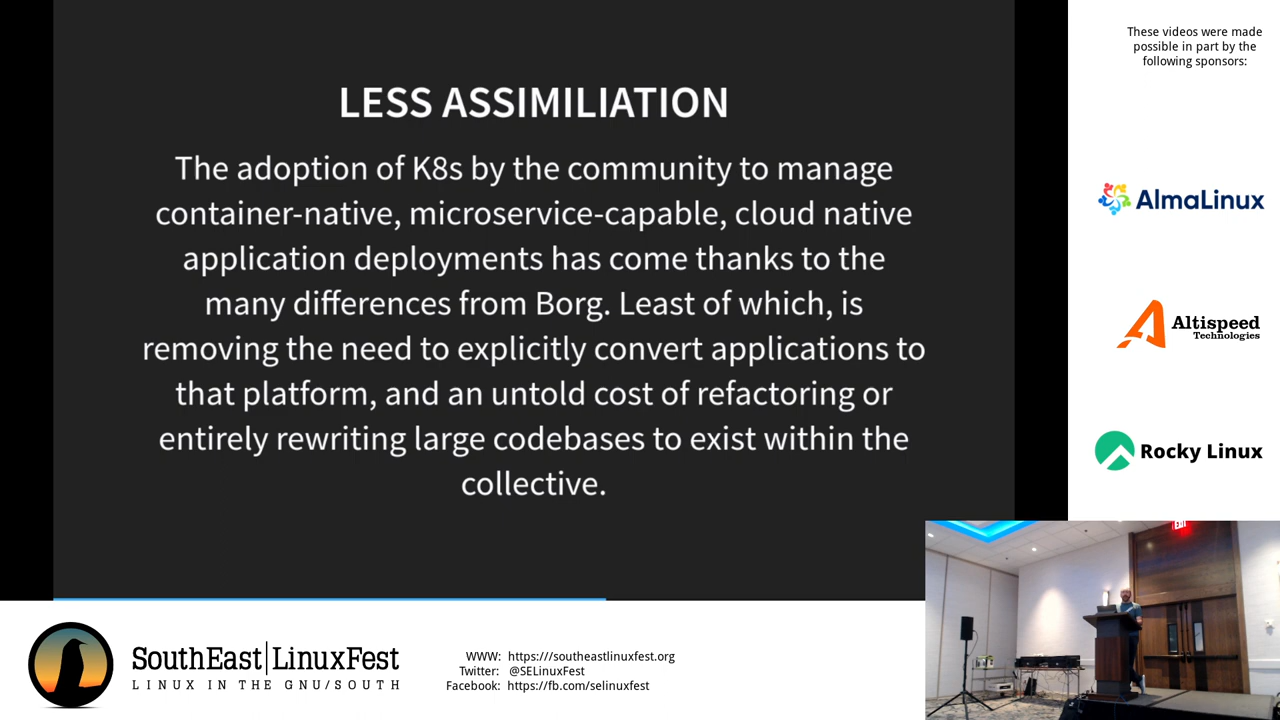 LESS ASSIMILIATION
The adoption of K8s by the community to manage
container-native, microservice-capable, cloud native
application deployments has come thanks to the
many differences from Borg. Least of which, is
removing the need to explicitly convert applications to
that platform, and an untold cost of refactoring or
entirely rewriting large codebases to exist within the
collective.
These videos were made
possible in part by the
following sponsors:
AlmaLinux
Altispeed
Technologies
Rocky Linux
EXIT
SouthEast|LinuxFest
LINUX IN THE GNU/SOUTH
WWW: https:///southeastlinuxfest.org
Twitter: @SELinuxFest
Facebook: https://fb.com/selinuxfest